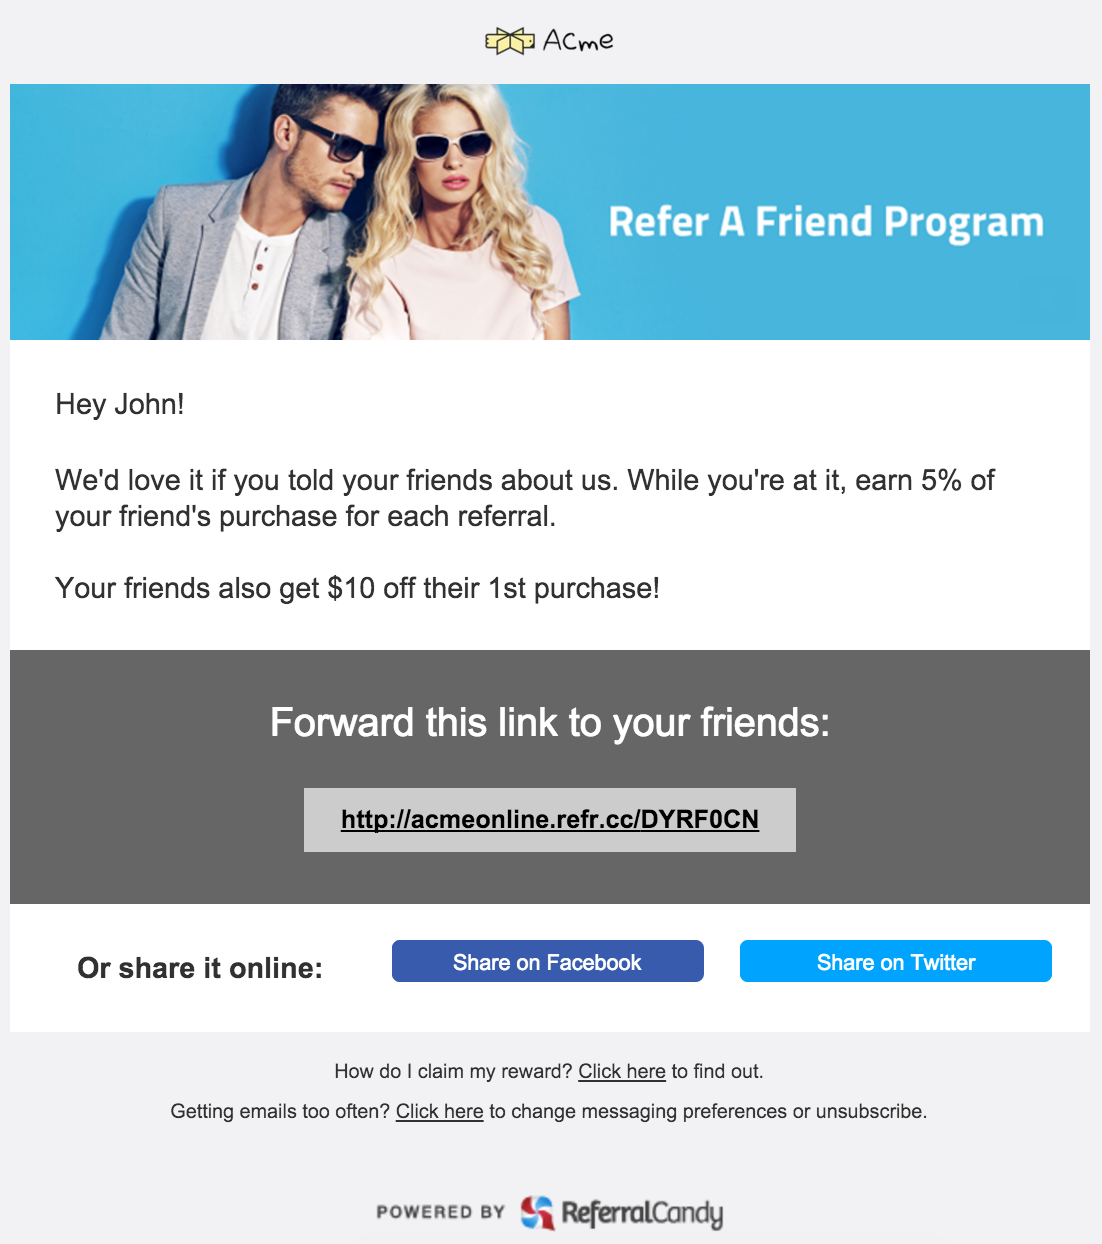 ACme
Refer A Friend Program
Hey John!
We'd love it if you told your friends about us. While you're at it, earn 5% of
your friend's purchase for each referral.
Your friends also get $10 off their 1st purchase!
Forward this link to your friends:
http://acmeonline.refr.cc/DYRF0CN
Or share it online:
Share on Facebook
Share on Twitter
How do I claim my reward? Click here to find out.
Getting emails too often? Click here to change messaging preferences or unsubscribe.
POWERED BY ReferralCandy